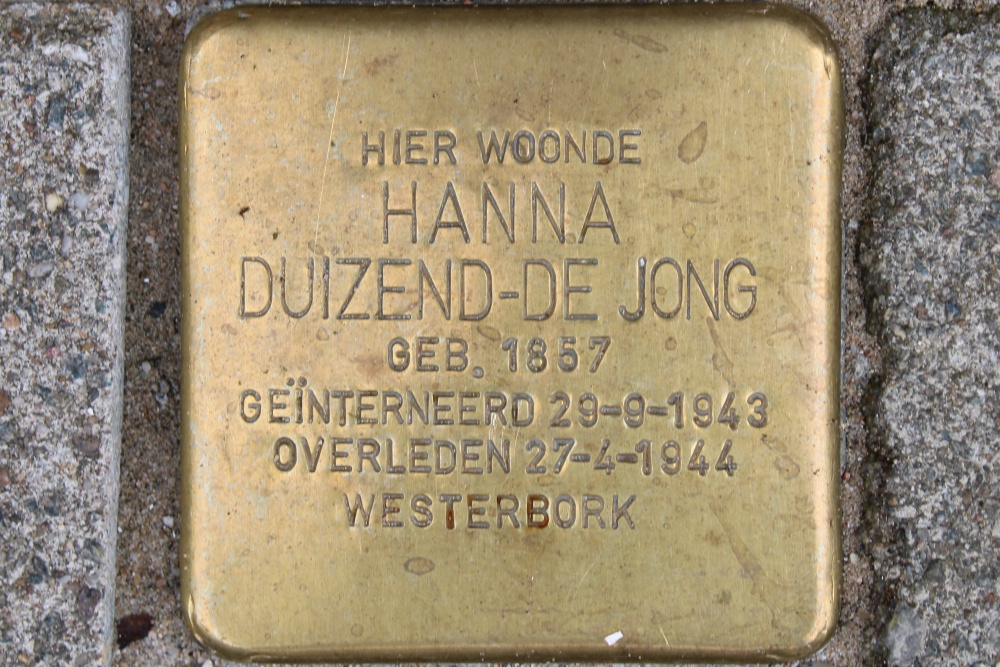 HIER WOONDE
HANNA
DUIZEND-DE JONG
GEB. 1857
GEÏNTERNEERD 29-9-1943
OVERLEDEN 27-4-1944
WESTERBORK